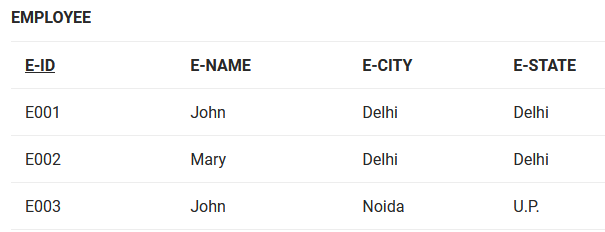 EMPLOYEE
E-ID E-NAME E-CITY E-STATE
E001 John Delhi Delhi
E002 Mary Delhi Delhi
E003 John Noida U.P.